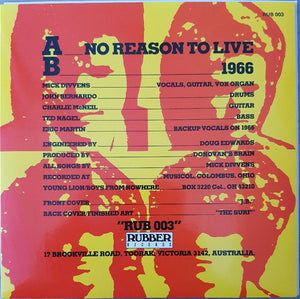 RUB 003
A NO REASON TO LIVE
B 1966
MICK DIVVENS VOCALS, GUITAR, VOX ORGAN
JOHN BERNARDO DRUMS
CHARLIE McNEIL GUITAR
TED NAGEL BASS
ERIC MARTIN BACKUP VOCALS ON 1966
ENGINEERED BY DOUG EDWARDS
PRODUCED BY DONOVAN'S BRAIN
ALL SONGS BY MICK DIVVENS
RECORDED AT MUSICOL, COLOMBUS, OHIO
YOUNG LION BOYS FROM NOWHERE BOX 3220 Col., OH 43210
FRONT COVER "J.B."
BACK COVER FINISHED ART "THE SURF"
"RUB 003"
RUBBER
RECORDS
17 BROOKVILLE ROAD, TOORAK, VICTORIA 3142, AUSTRALIA.